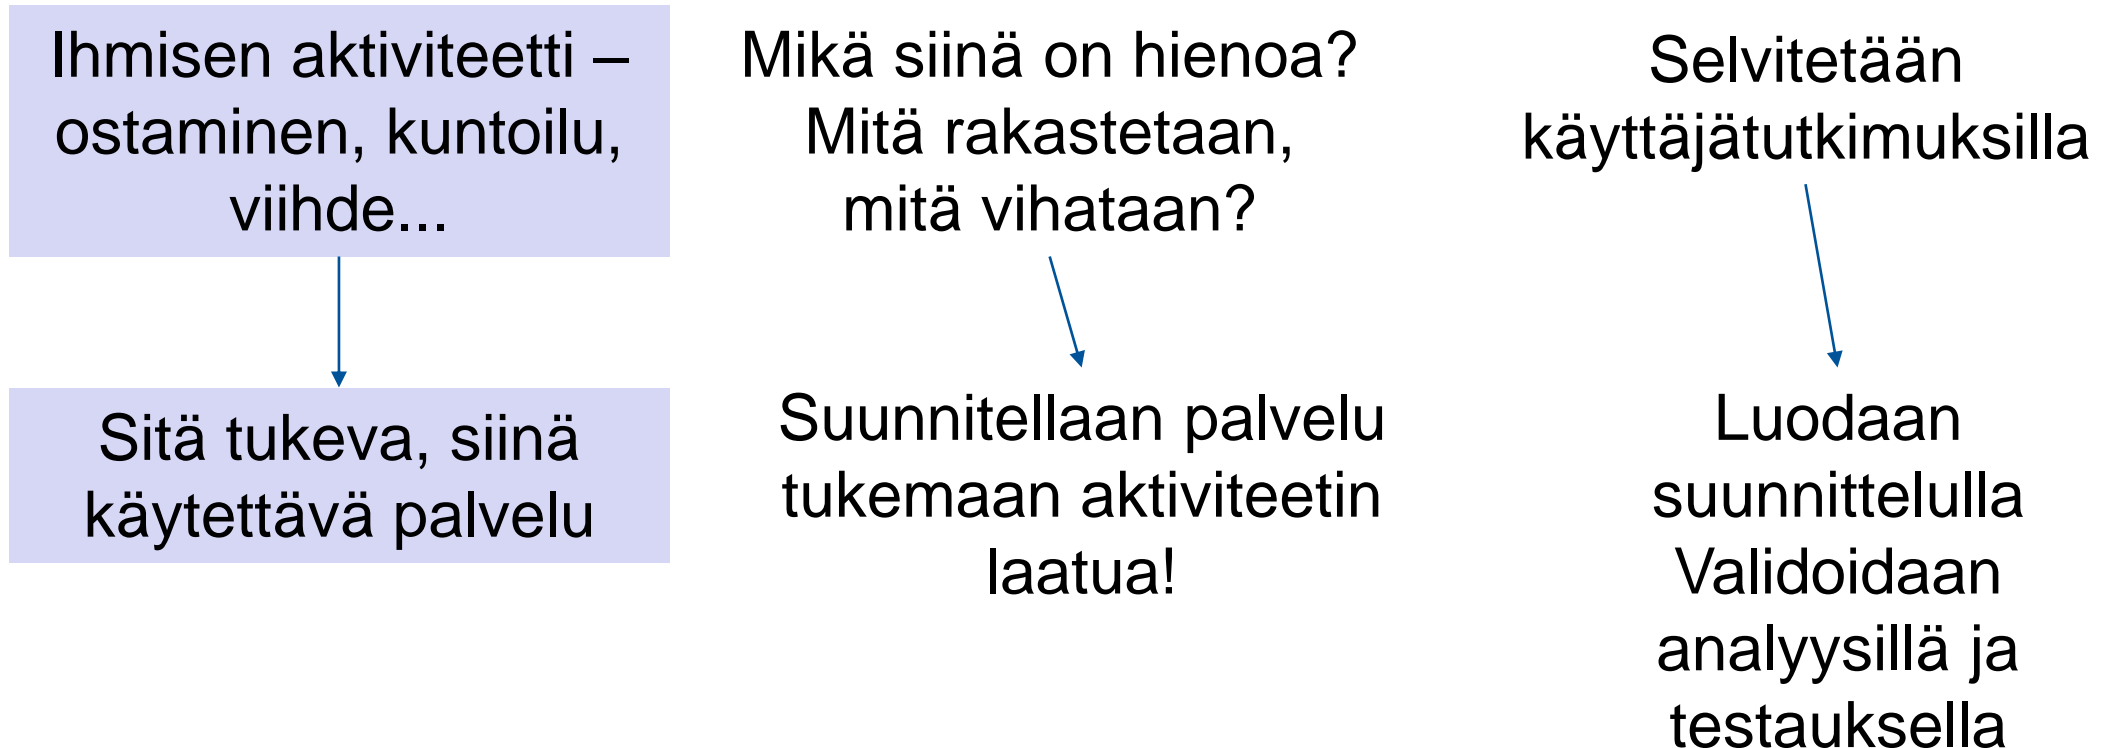 Ihmisen aktiviteetti –
ostaminen, kuntoilu,
viihde...
Sitä tukeva, siinä
käytettävä palvelu
Mikä siinä on hienoa?
Mitä rakastetaan,
mitä vihataan?
Suunnitellaan palvelu
tukemaan aktiviteetin
laatua!
Selvitetään
käyttäjätutkimuksilla
Luodaan
suunnittelulla
Validoidaan
analyysillä ja
testauksella